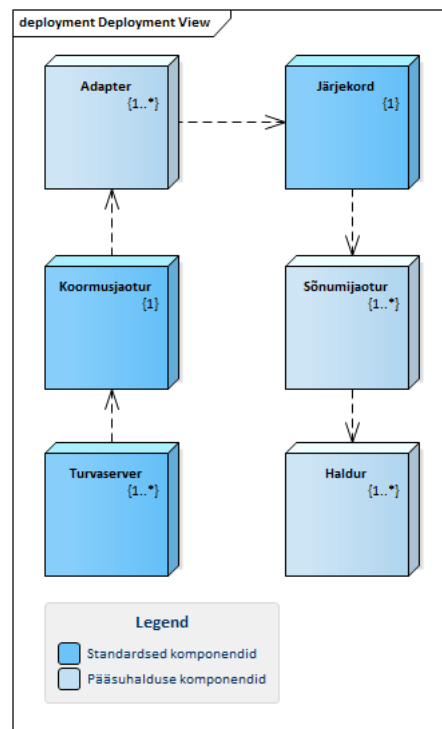 deployment Deployment View
Adapter
{1..*}
Järjekord
{1}
Koormusjaotur
{1}
Sõnumijaotur
{1..*}
Turvaserver
{1..*}
Haldur
{1..*}
Legend
Standardsed komponendid
Pääsuhalduse komponendid